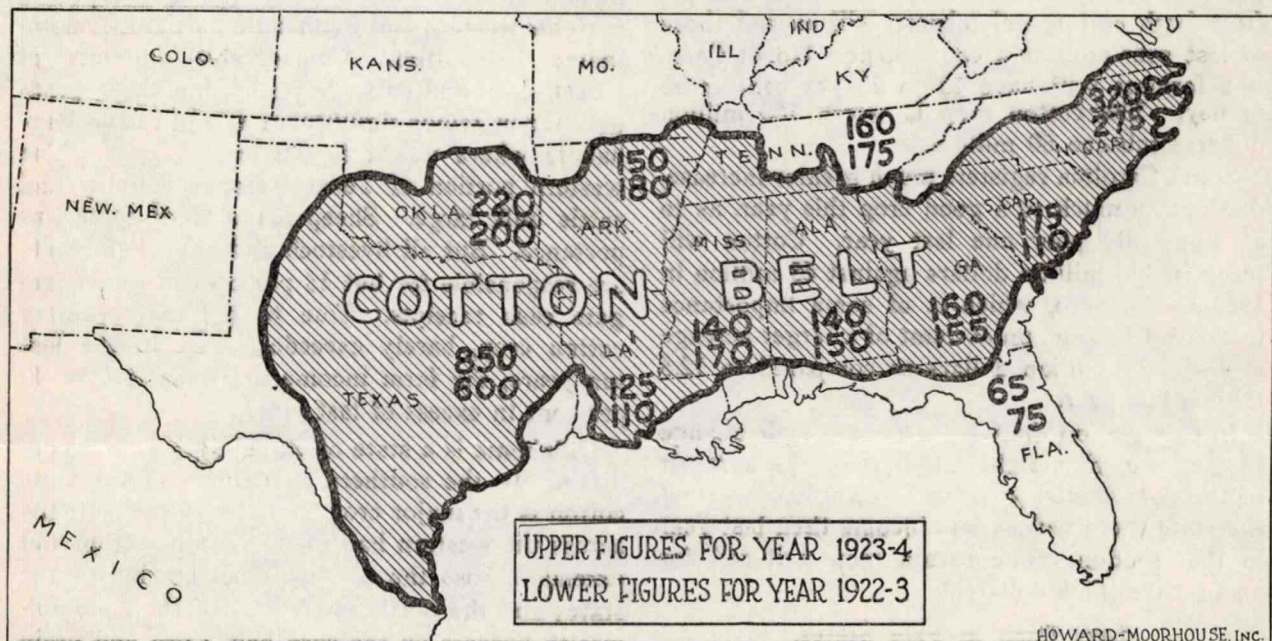 COLO.
KANS.
MO.
ILL
IND
KY
NEW. MEX
OKLA.
220
200
ARK.
150
180
TENN.
160
175
N.CAR.
320
275
S.CAR.
175
110
MISS
140
170
ALA
140
150
GA
160
155
COTTON BELT
TEXAS
850
600
LA
125
110
65
75
FLA.
MEXICO
UPPER FIGURES FOR YEAR 1923-4
LOWER FIGURES FOR YEAR 1922-3
HOWARD-MOORHOUSE, INC